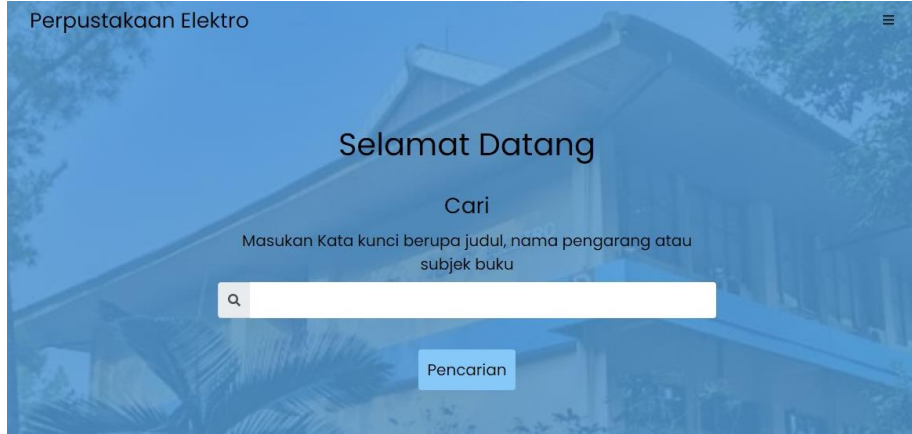 Perpustakaan Elektro
Selamat Datang
Cari
Masukan Kata kunci berupa judul, nama pengarang atau
subjek buku
Pencarian